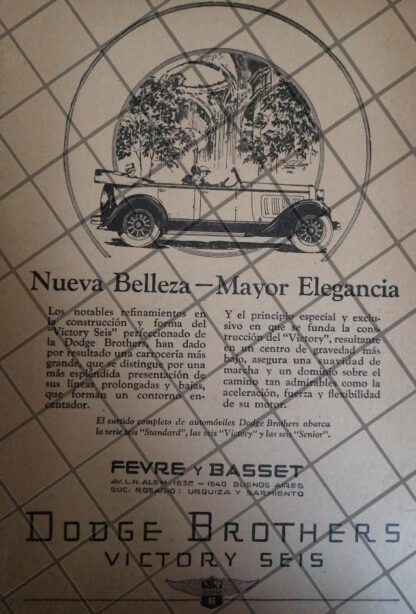 Nueva Belleza—Mayor Elegancia
Los notables refinamientos en
la construcción y forma del
"Victory Seis" perfeccionado de
la Dodge Brothers, han dado
por resultado una carrocería más
grande, que se distingue por una
más espléndida presentación de
sus líneas prolongadas y bajas,
que forman un contorno en-
cantador.
Y el principio especial y exclu-
sivo en que se funda la cons-
trucción del "Victory", resultante
en un centro de gravedad más
bajo, asegura una suavidad de
marcha y un dominio sobre el
camino tan admirables como la
aceleración, fuerza y flexibilidad
de su motor.
El surtido completo de automóviles Dodge Brothers abarca
la serie seis "Standard", las seis "Victory" y las seis "Senior".
FEVRE Y BASSET
AV. L.N. ALEM 1632 – 1640 BUENOS AIRES
SUC. ROSARIO: URQUIZA Y SARMIENTO
DODGE BROTHERS
VICTORY SEIS